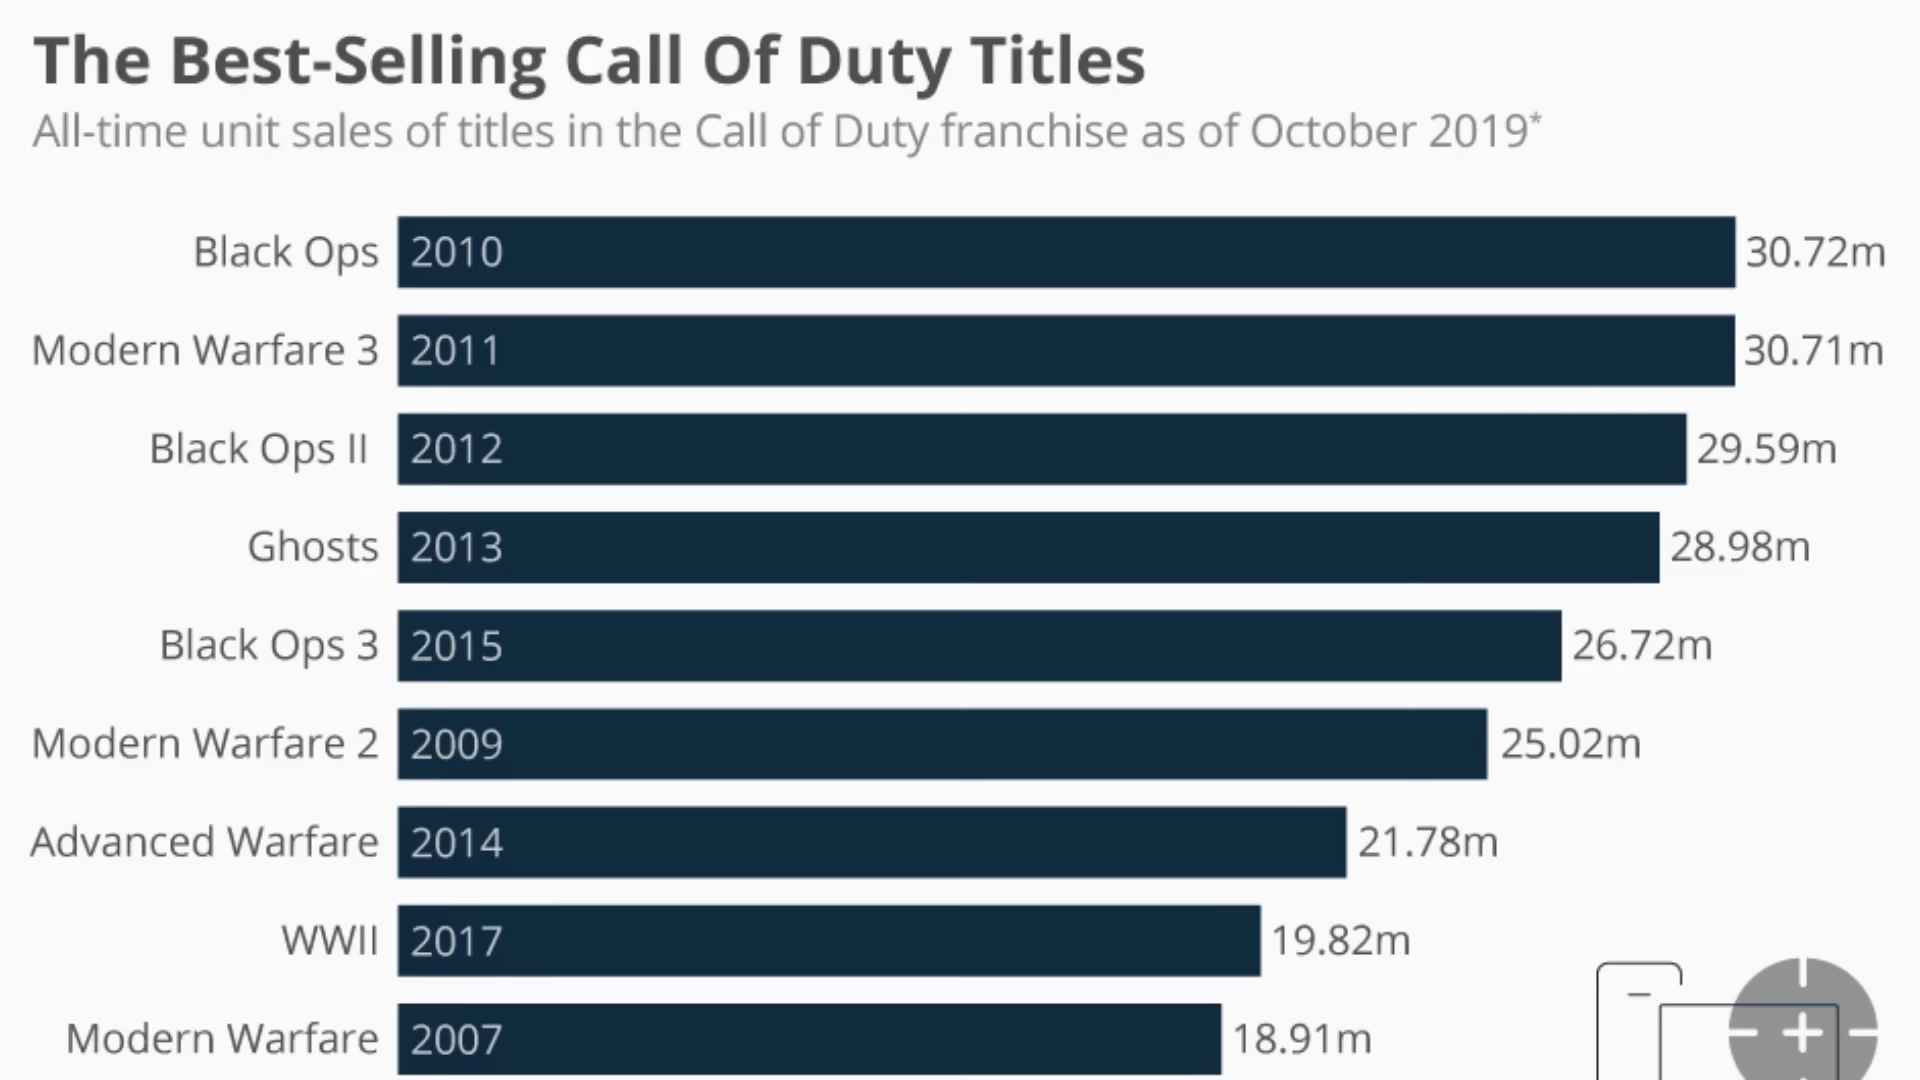 The Best-Selling Call Of Duty Titles
All-time unit sales of titles in the Call of Duty franchise as of October 2019*
Black Ops 2010 30.72m
Modern Warfare 3 2011 30.71m
Black Ops II 2012 29.59m
Ghosts 2013 28.98m
Black Ops 3 2015 26.72m
Modern Warfare 2 2009 25.02m
Advanced Warfare 2014 21.78m
WWII 2017 19.82m
Modern Warfare 2007 18.91m